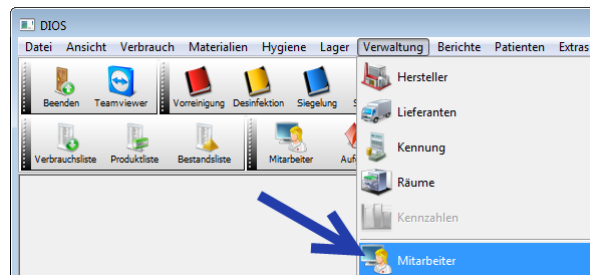 DIOS
Datei Ansicht Verbrauch Materialien Hygiene Lager Verwaltung Berichte Patienten Extras
Beenden Teamviewer Vorreinigung Desinfektion Siegelung
Verbrauchsliste Produktliste Bestandsliste Mitarbeiter
Hersteller
Lieferanten
Kennung
Räume
Kennzahlen
Mitarbeiter